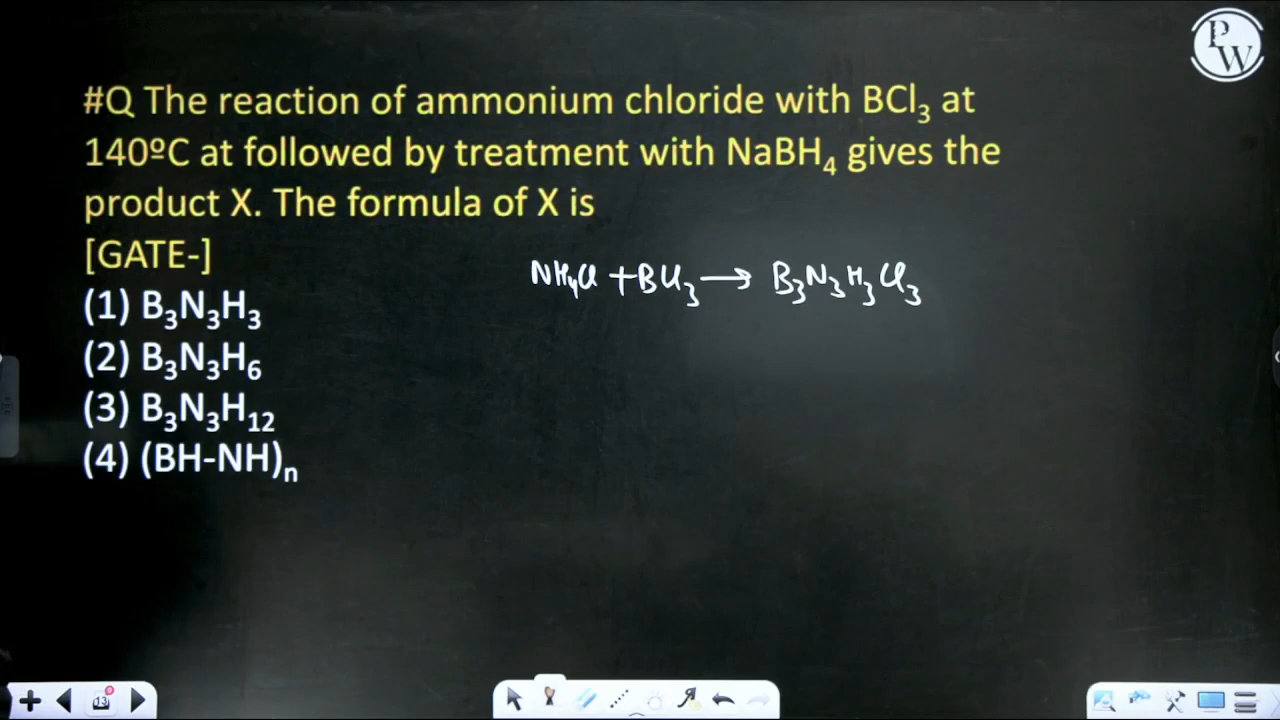 P
W
#Q The reaction of ammonium chloride with BCl₃ at
140ºC at followed by treatment with NaBH₄ gives the
product X. The formula of X is
[GATE-]
NH₄Cl + BCl₃ → B₃N₃H₃Cl₃
(1) B₃N₃H₃
(2) B₃N₃H₆
(3) B₃N₃H₁₂
(4) (BH-NH)ₙ
13